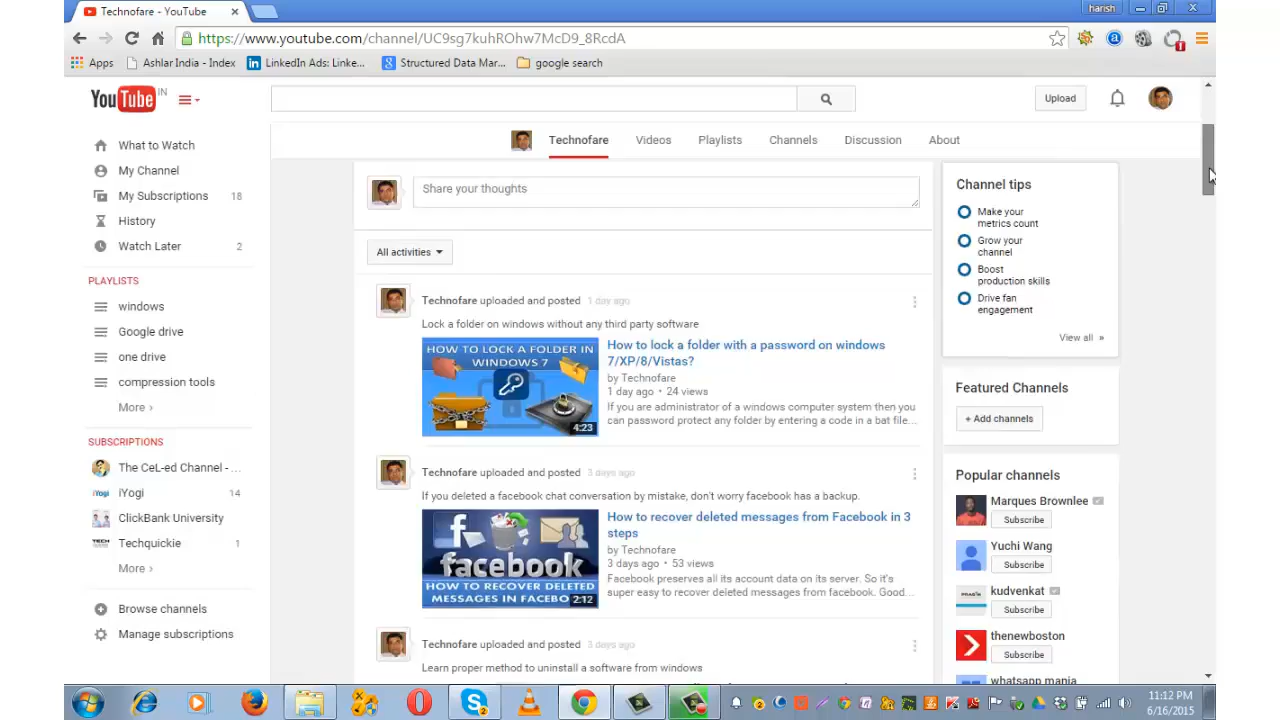 Technofare - YouTube
harish
https://www.youtube.com/channel/UC9sg7kuhROhw7McD9_8RcdA
Apps
Ashlar India - Index
LinkedIn Ads: Linke...
Structured Data Mar...
google search
YouTube IN
Upload
Technofare
Videos
Playlists
Channels
Discussion
About
What to Watch
My Channel
My Subscriptions 18
History
Watch Later 2
PLAYLISTS
windows
Google drive
one drive
compression tools
More ›
SUBSCRIPTIONS
The CeL-ed Channel - ...
iYogi 14
ClickBank University
Techquickie 1
More ›
Browse channels
Manage subscriptions
Share your thoughts
All activities
Technofare uploaded and posted 1 day ago
Lock a folder on windows without any third party software
HOW TO LOCK A FOLDER IN
WINDOWS 7
4:23
How to lock a folder with a password on windows
7/XP/8/Vistas?
by Technofare
1 day ago • 24 views
If you are administrator of a windows computer system then you
can password protect any folder by entering a code in a bat file...
Technofare uploaded and posted 3 days ago
If you deleted a facebook chat conversation by mistake, don't worry facebook has a backup.
facebook
HOW TO RECOVER DELETED
MESSAGES IN FACEBO
2:12
How to recover deleted messages from Facebook in 3
steps
by Technofare
3 days ago • 53 views
Facebook preserves all its account data on its server. So it's
super easy to recover deleted messages from facebook. Good...
Technofare uploaded and posted 3 days ago
Learn proper method to uninstall a software from windows
Channel tips
Make your
metrics count
Grow your
channel
Boost
production skills
Drive fan
engagement
View all »
Featured Channels
+ Add channels
Popular channels
Marques Brownlee
Subscribe
Yuchi Wang
Subscribe
kudvenkat
Subscribe
thenewboston
Subscribe
whatsapp mania
11:12 PM
6/16/2015